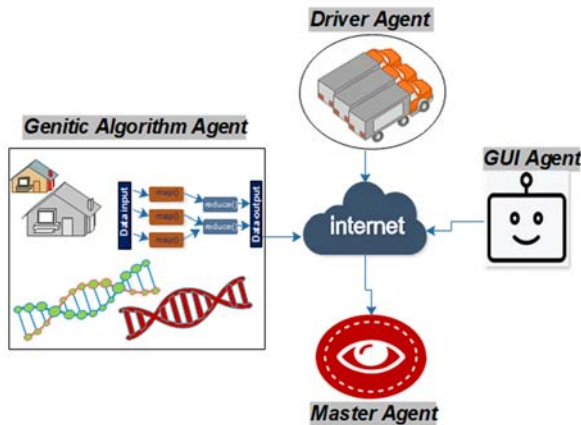 Driver Agent
Genitic Algorithm Agent
GUI Agent
Data input
map()
map()
map()
reduce()
reduce()
Data output
internet
Master Agent